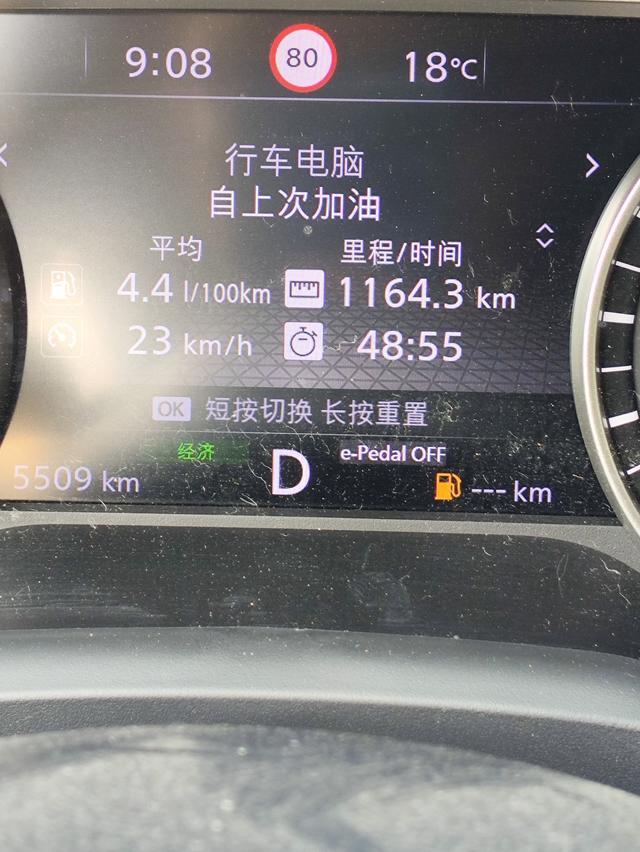 9:08 80 18°C
行车电脑
自上次加油
平均 里程/时间
4.4 l/100km 1164.3 km
23 km/h 48:55
OK 短按切换 长按重置
经济 e-Pedal OFF
5509 km D --- km